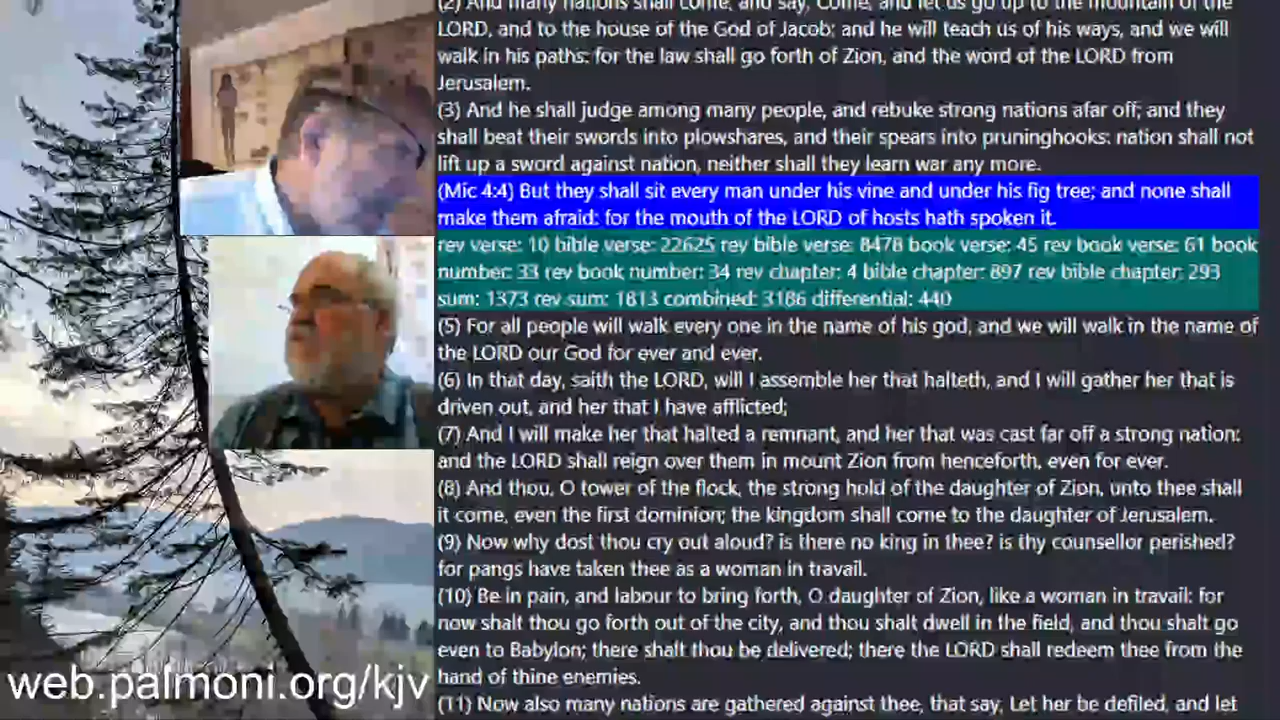 (2) And many nations shall come, and say, Come, and let us go up to the mountain of the
LORD, and to the house of the God of Jacob; and he will teach us of his ways, and we will
walk in his paths: for the law shall go forth of Zion, and the word of the LORD from
Jerusalem.
(3) And he shall judge among many people, and rebuke strong nations afar off; and they
shall beat their swords into plowshares, and their spears into pruninghooks: nation shall not
lift up a sword against nation, neither shall they learn war any more.
(Mic 4:4) But they shall sit every man under his vine and under his fig tree; and none shall
make them afraid: for the mouth of the LORD of hosts hath spoken it.
rev verse: 10 bible verse: 22625 rev bible verse: 8478 book verse: 45 rev book verse: 61 book
number: 33 rev book number: 34 rev chapter: 4 bible chapter: 897 rev bible chapter: 293
sum: 1373 rev sum: 1813 combined: 3186 differential: 440
(5) For all people will walk every one in the name of his god, and we will walk in the name of
the LORD our God for ever and ever.
(6) In that day, saith the LORD, will I assemble her that halteth, and I will gather her that is
driven out, and her that I have afflicted;
(7) And I will make her that halted a remnant, and her that was cast far off a strong nation:
and the LORD shall reign over them in mount Zion from henceforth, even for ever.
(8) And thou, O tower of the flock, the strong hold of the daughter of Zion, unto thee shall
it come, even the first dominion; the kingdom shall come to the daughter of Jerusalem.
(9) Now why dost thou cry out aloud? is there no king in thee? is thy counsellor perished?
for pangs have taken thee as a woman in travail.
(10) Be in pain, and labour to bring forth, O daughter of Zion, like a woman in travail: for
now shalt thou go forth out of the city, and thou shalt dwell in the field, and thou shalt go
even to Babylon; there shalt thou be delivered; there the LORD shall redeem thee from the
hand of thine enemies.
(11) Now also many nations are gathered against thee, that say, Let her be defiled, and let
web.palmoni.org/kjv